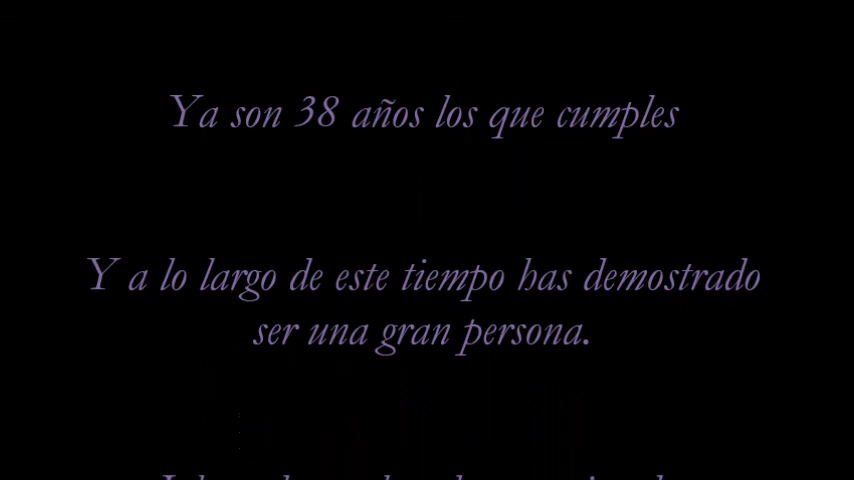 Ya son 38 años los que cumples
Y a lo largo de este tiempo has demostrado
ser una gran persona.